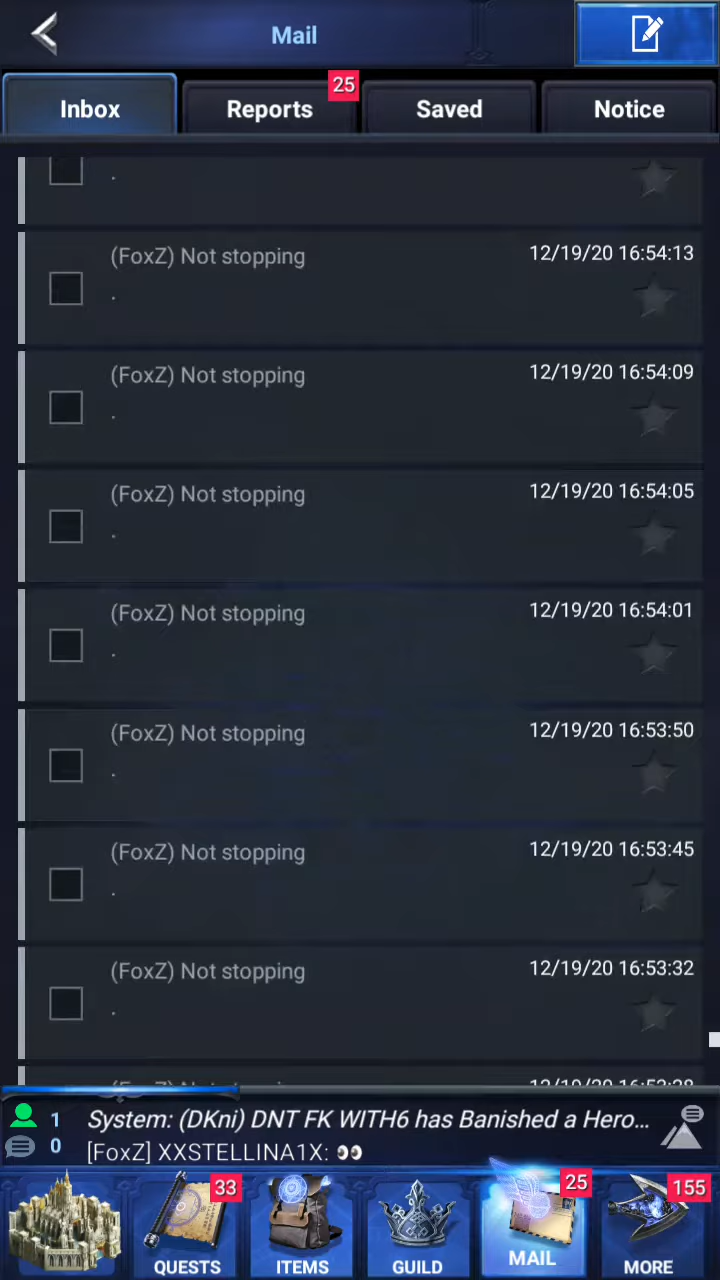 Mail
Inbox
Reports
25
Saved
Notice
.
(FoxZ) Not stopping
12/19/20 16:54:13
.
(FoxZ) Not stopping
12/19/20 16:54:09
.
(FoxZ) Not stopping
12/19/20 16:54:05
.
(FoxZ) Not stopping
12/19/20 16:54:01
.
(FoxZ) Not stopping
12/19/20 16:53:50
.
(FoxZ) Not stopping
12/19/20 16:53:45
.
(FoxZ) Not stopping
12/19/20 16:53:32
.
1
System: (DKni) DNT FK WITH6 has Banished a Hero...
0
[FoxZ] XXSTELLINA1X: 👀
33
25
155
QUESTS
ITEMS
GUILD
MAIL
MORE